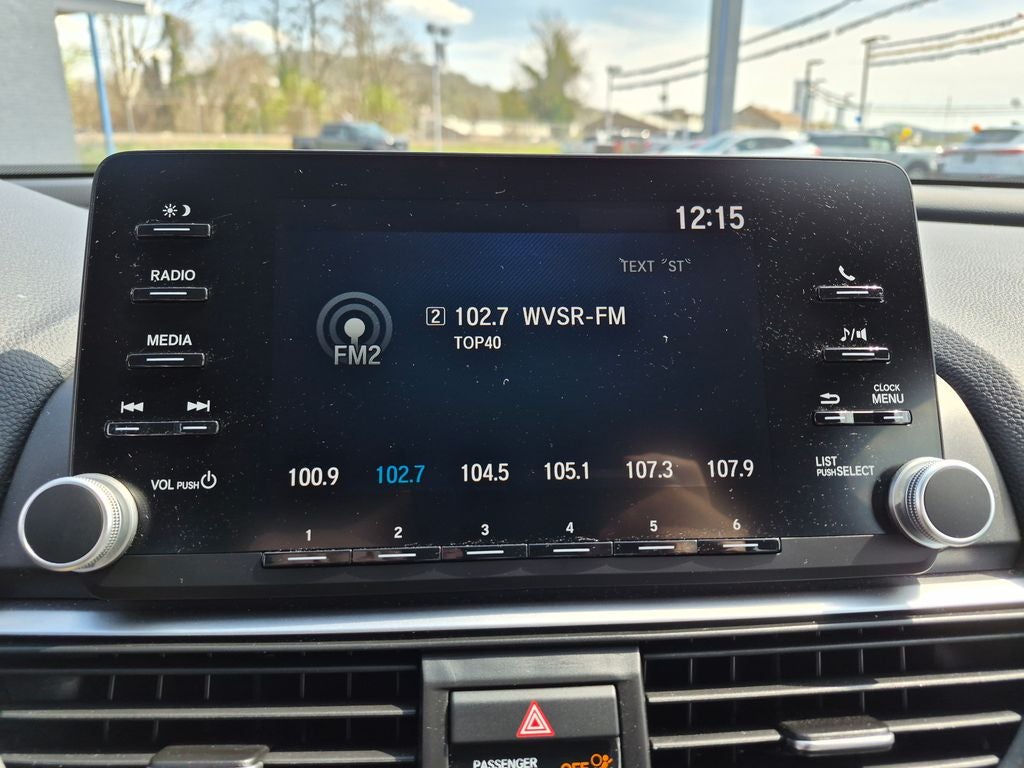 12:15
RADIO
TEXT "ST"
2 102.7 WVSR-FM
MEDIA
TOP40
FM2
CLOCK
MENU
LIST
PUSH SELECT
VOL PUSH
100.9 102.7 104.5 105.1 107.3 107.9
1 2 3 4 5 6
PASSENGER
OFF